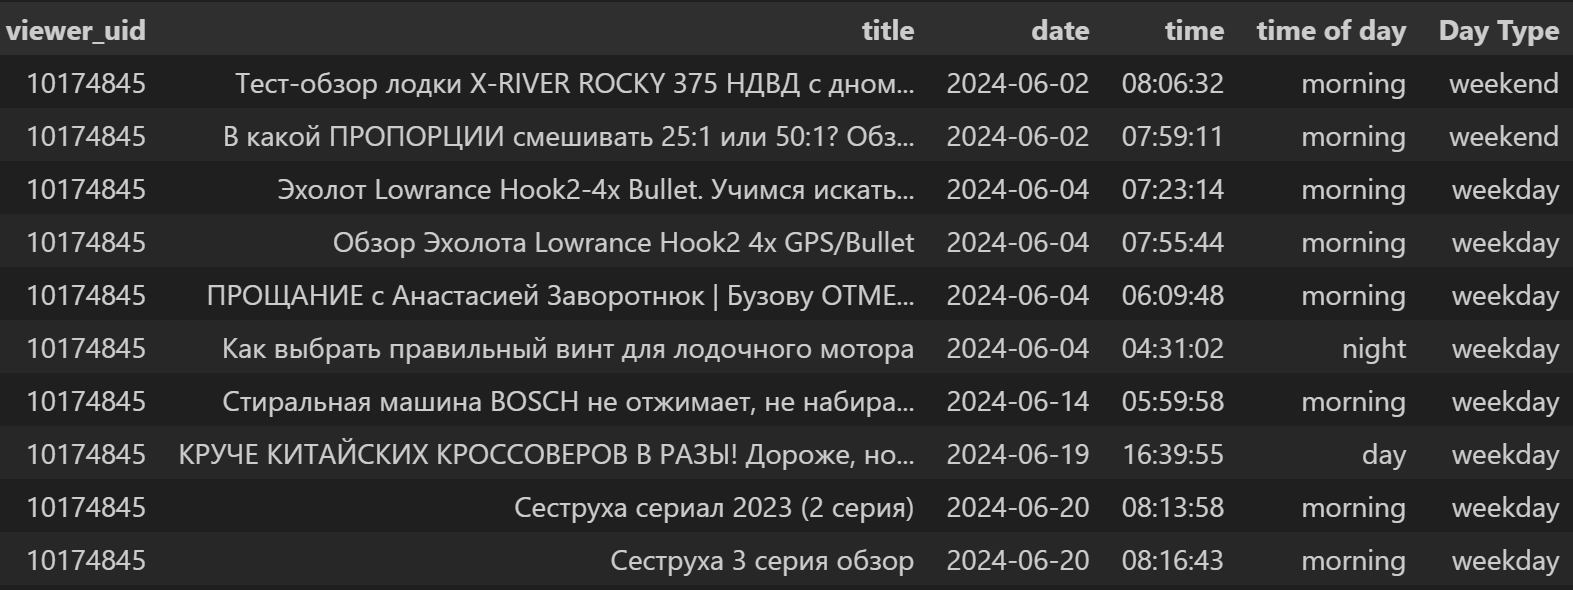 viewer_uid title date time time of day Day Type
10174845 Тест-обзор лодки X-RIVER ROCKY 375 НДВД с дном... 2024-06-02 08:06:32 morning weekend
10174845 В какой ПРОПОРЦИИ смешивать 25:1 или 50:1? Обз... 2024-06-02 07:59:11 morning weekend
10174845 Эхолот Lowrance Hook2-4x Bullet. Учимся искать... 2024-06-04 07:23:14 morning weekday
10174845 Обзор Эхолота Lowrance Hook2 4x GPS/Bullet 2024-06-04 07:55:44 morning weekday
10174845 ПРОЩАНИЕ с Анастасией Заворотнюк | Бузову ОТМЕ... 2024-06-04 06:09:48 morning weekday
10174845 Как выбрать правильный винт для лодочного мотора 2024-06-04 04:31:02 night weekday
10174845 Стиральная машина BOSCH не отжимает, не набира... 2024-06-14 05:59:58 morning weekday
10174845 КРУЧЕ КИТАЙСКИХ КРОССОВЕРОВ В РАЗЫ! Дороже, но... 2024-06-19 16:39:55 day weekday
10174845 Сеструха сериал 2023 (2 серия) 2024-06-20 08:13:58 morning weekday
10174845 Сеструха 3 серия обзор 2024-06-20 08:16:43 morning weekday